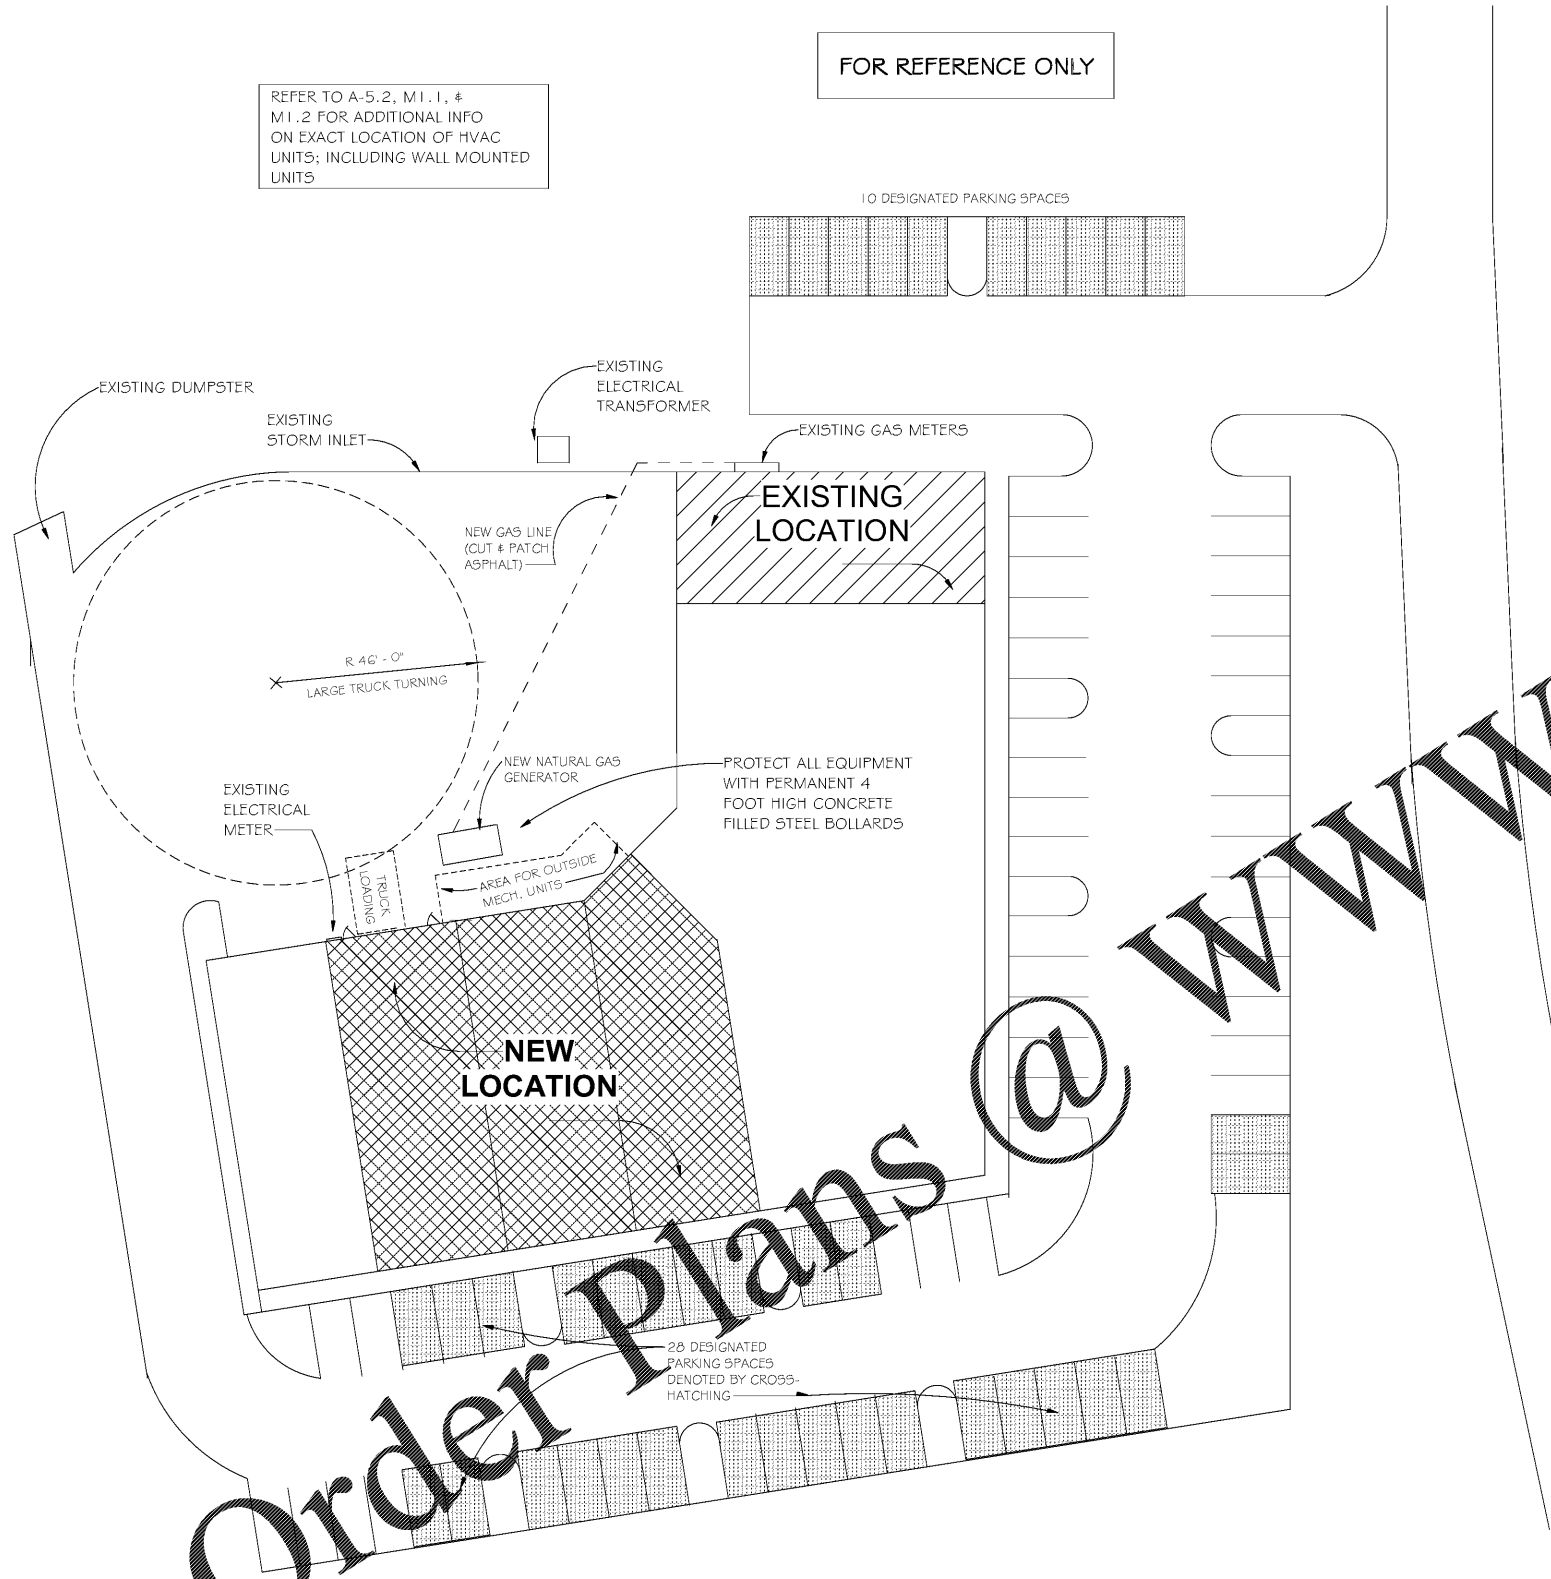 FOR REFERENCE ONLY
REFER TO A-5.2, M1.1, &
M1.2 FOR ADDITIONAL INFO
ON EXACT LOCATION OF HVAC
UNITS; INCLUDING WALL MOUNTED
UNITS
10 DESIGNATED PARKING SPACES
EXISTING DUMPSTER
EXISTING
STORM INLET
EXISTING
ELECTRICAL
TRANSFORMER
EXISTING GAS METERS
EXISTING
LOCATION
NEW GAS LINE
(CUT & PATCH
ASPHALT)
R 46' - 0"
LARGE TRUCK TURNING
NEW NATURAL GAS
GENERATOR
PROTECT ALL EQUIPMENT
WITH PERMANENT 4
FOOT HIGH CONCRETE
FILLED STEEL BOLLARDS
EXISTING
ELECTRICAL
METER
TRUCK
LOADING
AREA FOR OUTSIDE
MECH. UNITS
NEW
LOCATION
28 DESIGNATED
PARKING SPACES
DENOTED BY CROSS-
HATCHING
Order Plans @ www